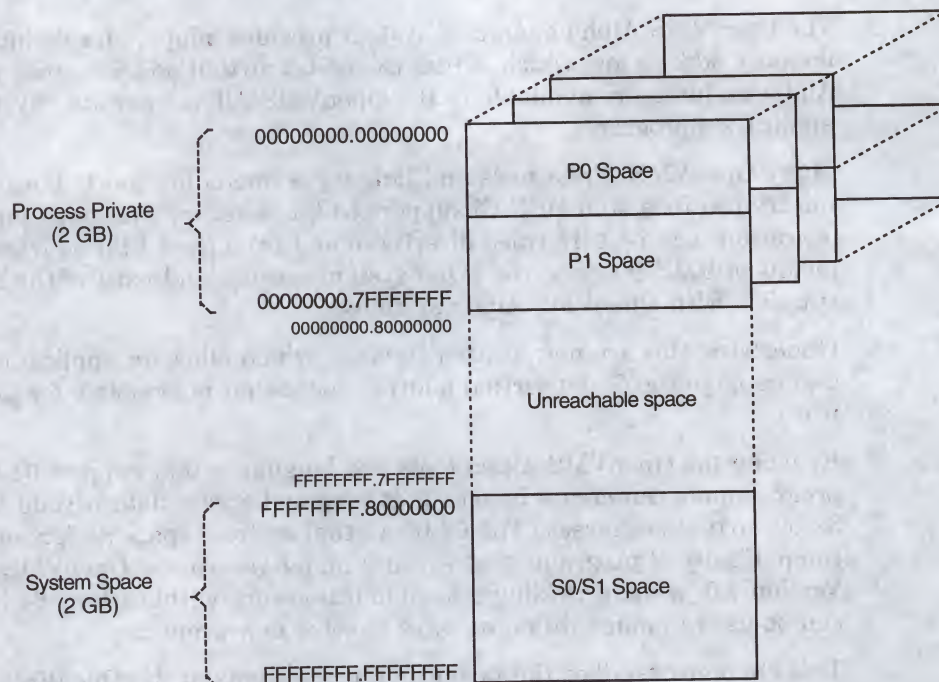 00000000.00000000
P0 Space
Process Private
(2 GB)
P1 Space
00000000.7FFFFFFF
00000000.80000000
Unreachable space
FFFFFFFF.7FFFFFFF
FFFFFFFF.80000000
System Space
(2 GB)
S0/S1 Space
FFFFFFFF.FFFFFFFF